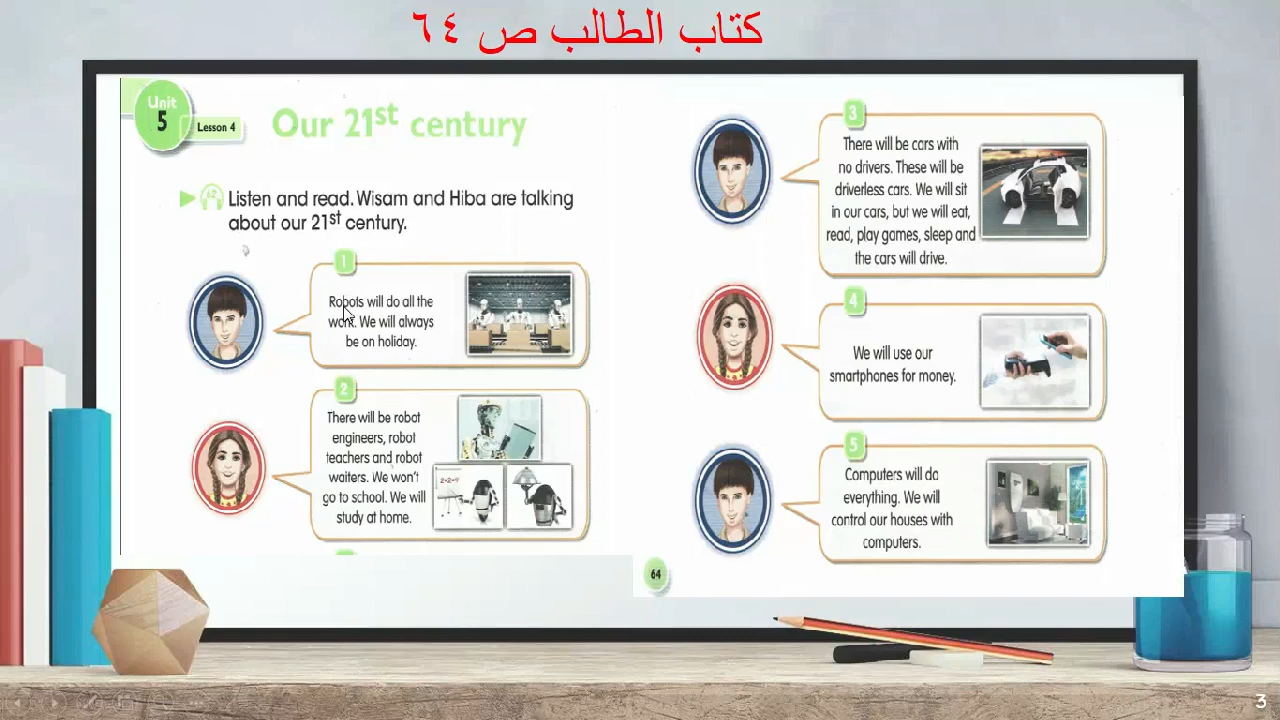 كتاب الطالب ص ٦٤
Unit
5
Lesson 4
Our 21st century
Listen and read. Wisam and Hiba are talking
about our 21st century.
1
Robots will do all the
work. We will always
be on holiday.
2
There will be robot
engineers, robot
teachers and robot
waiters. We won't
go to school. We will
study at home.
3
There will be cars with
no drivers. These will be
driverless cars. We will sit
in our cars, but we will eat,
read, play games, sleep and
the cars will drive.
4
We will use our
smartphones for money.
5
Computers will do
everything. We will
control our houses with
computers.
64
3